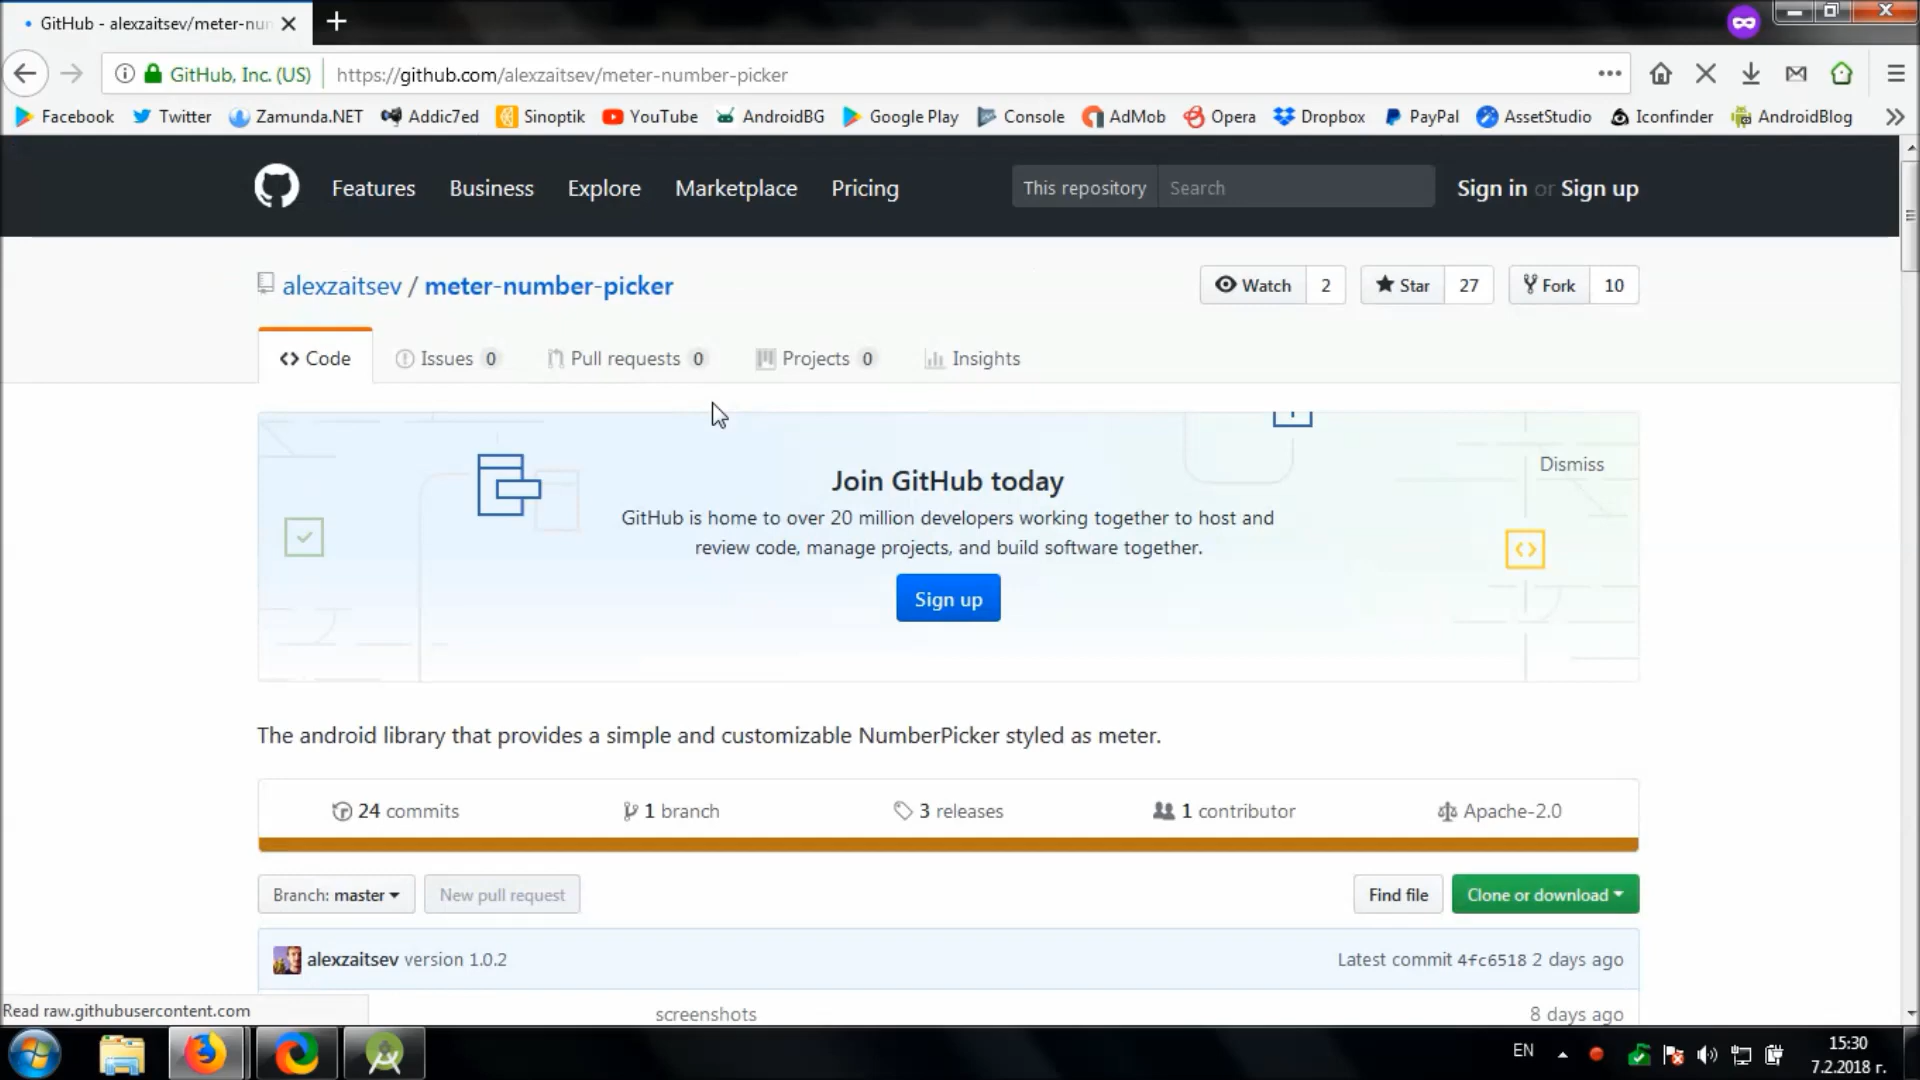 GitHub - alexzaitsev/meter-num
GitHub, Inc. (US) https://github.com/alexzaitsev/meter-number-picker
Facebook Twitter Zamunda.NET Addic7ed Sinoptik YouTube AndroidBG Google Play Console AdMob Opera Dropbox PayPal AssetStudio Iconfinder AndroidBlog
Features Business Explore Marketplace Pricing This repository Search Sign in or Sign up
alexzaitsev / meter-number-picker Watch 2 Star 27 Fork 10
Code Issues 0 Pull requests 0 Projects 0 Insights
Join GitHub today
Dismiss
GitHub is home to over 20 million developers working together to host and
review code, manage projects, and build software together.
Sign up
The android library that provides a simple and customizable NumberPicker styled as meter.
24 commits 1 branch 3 releases 1 contributor Apache-2.0
Branch: master New pull request Find file Clone or download
alexzaitsev version 1.0.2 Latest commit 4fc6518 2 days ago
screenshots 8 days ago
Read raw.githubusercontent.com
EN 15:30
7.2.2018 г.